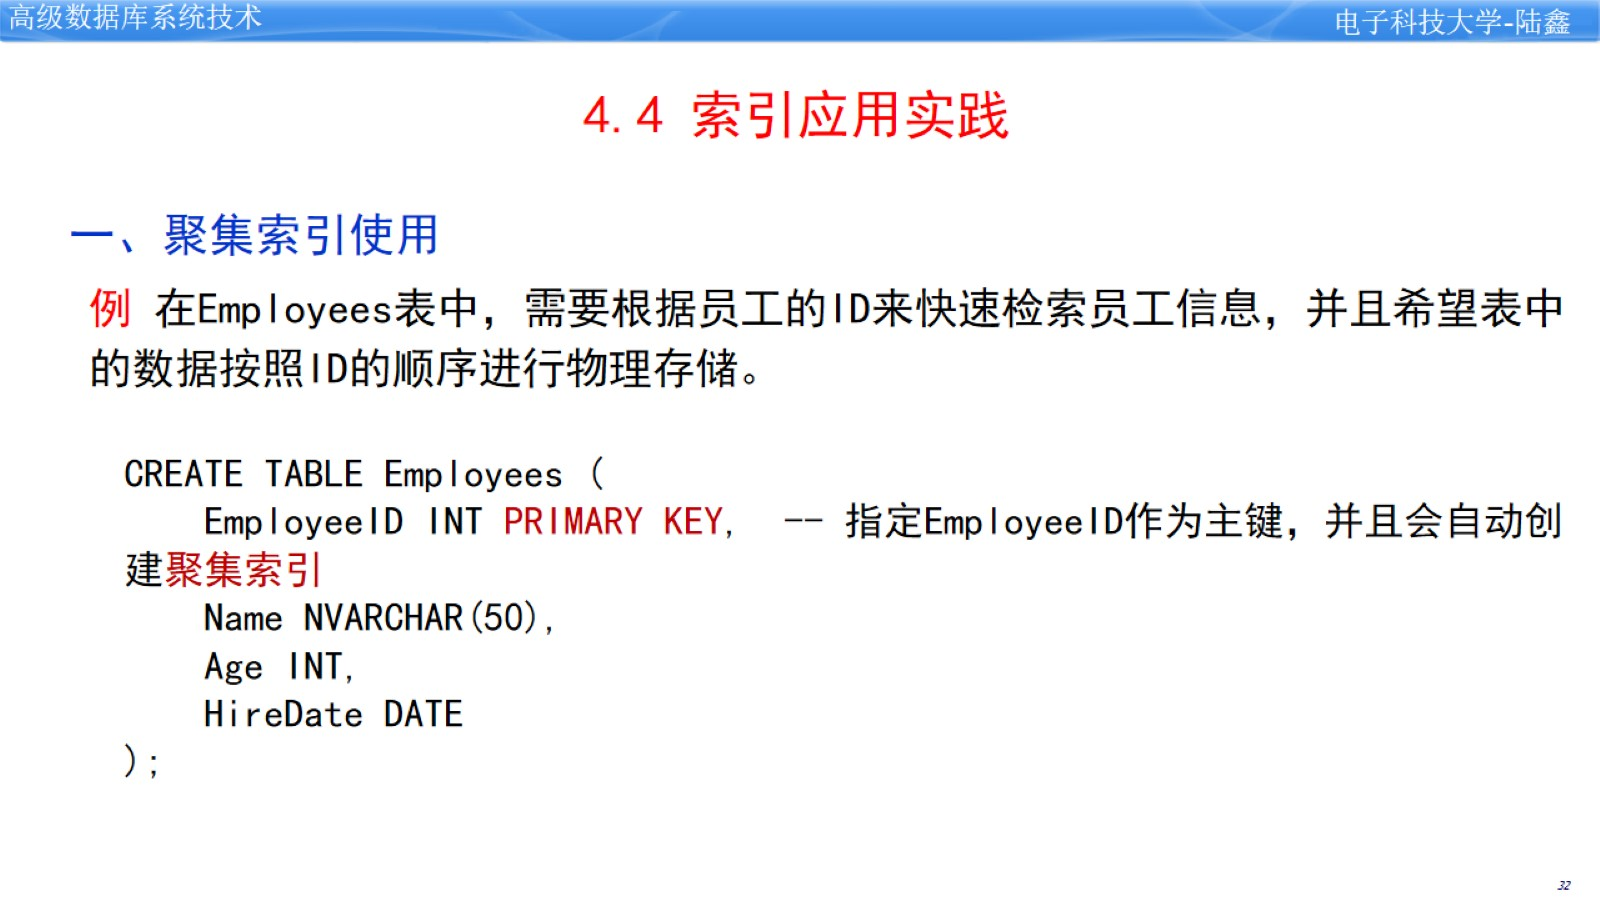 高级数据库系统技术
电子科技大学-陆鑫
4.4 索引应用实践
一、聚集索引使用
例 在Employees表中，需要根据员工的ID来快速检索员工信息，并且希望表中
的数据按照ID的顺序进行物理存储。
CREATE TABLE Employees (
EmployeeID INT PRIMARY KEY, -- 指定EmployeeID作为主键，并且会自动创
建聚集索引
Name NVARCHAR(50),
Age INT,
HireDate DATE
);
32